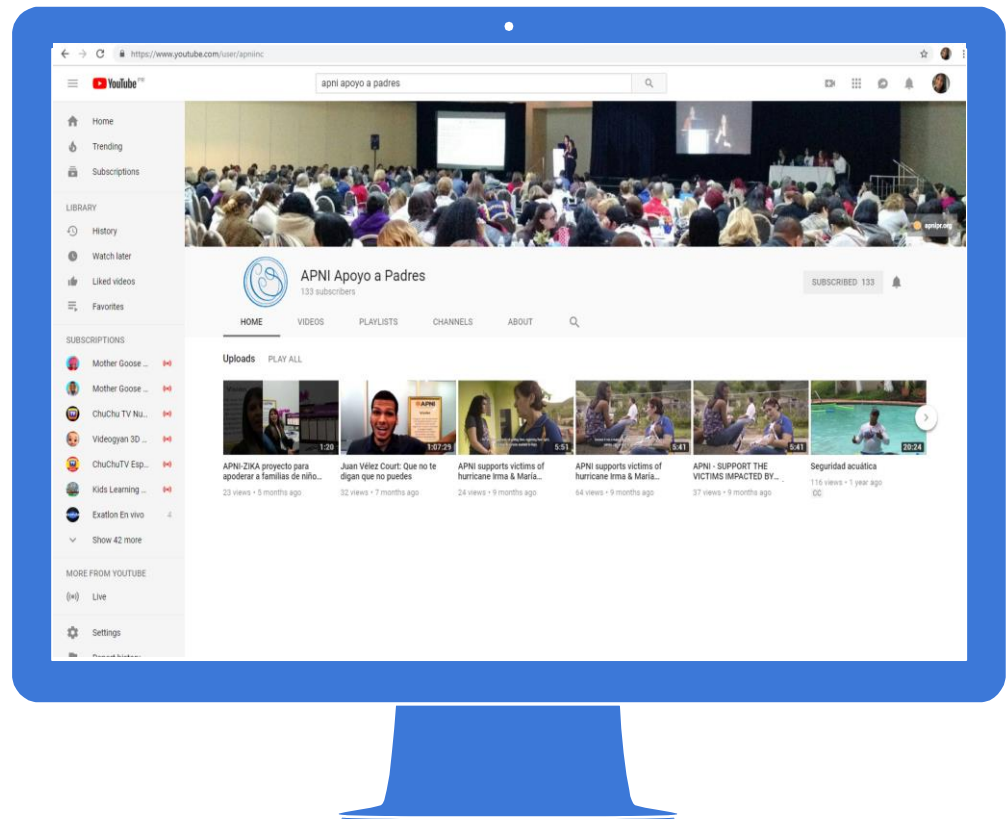 https://www.youtube.com/user/apniinc
YouTube PR
apni apoyo a padres
Home
Trending
Subscriptions
LIBRARY
History
Watch later
Liked videos
Favorites
SUBSCRIPTIONS
Mother Goose ...
Mother Goose ...
ChuChu TV Nu...
Videogyan 3D ...
ChuChuTV Esp...
Kids Learning ...
Exatlon En vivo 4
Show 42 more
MORE FROM YOUTUBE
Live
Settings
Report history
apnipr.org
APNI Apoyo a Padres
133 subscribers
SUBSCRIBED 133
HOME VIDEOS PLAYLISTS CHANNELS ABOUT
Uploads PLAY ALL
1:20
APNI-ZIKA proyecto para
apoderar a familias de niño...
23 views • 5 months ago
APNI
1:07:29
Juan Vélez Court: Que no te
digan que no puedes
32 views • 7 months ago
5:51
APNI supports victims of
hurricane Irma & María...
24 views • 9 months ago
5:41
APNI supports victims of
hurricane Irma & María...
64 views • 9 months ago
5:41
APNI - SUPPORT THE
VICTIMS IMPACTED BY...
37 views • 9 months ago
20:24
Seguridad acuática
116 views • 1 year ago
CC